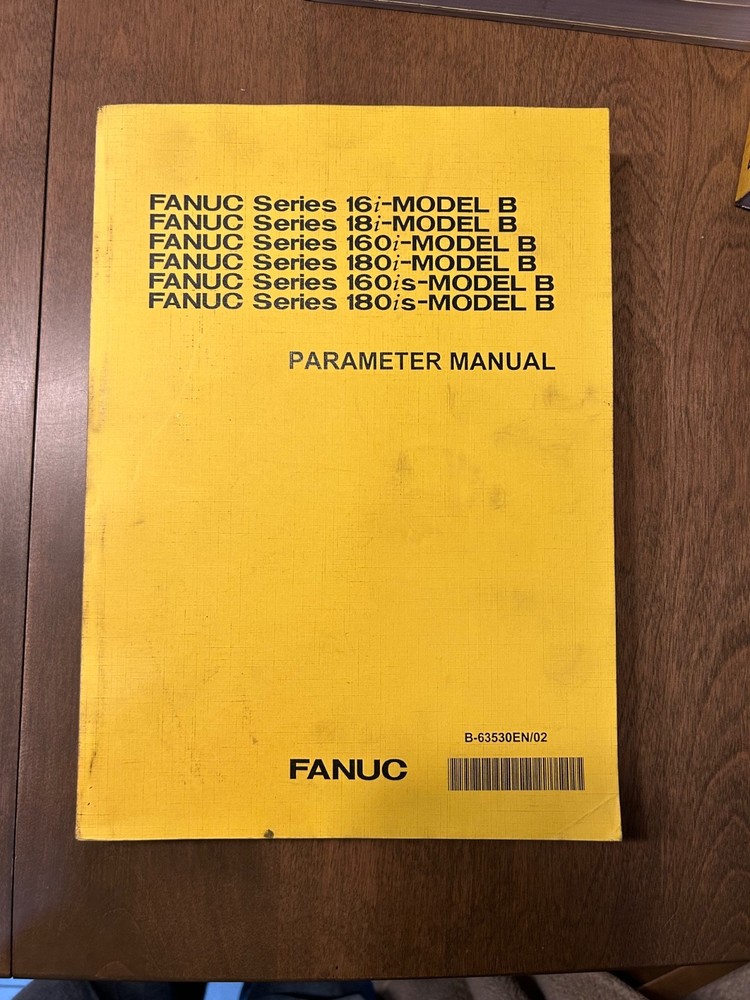 FANUC Series 16i-MODEL B
FANUC Series 18i-MODEL B
FANUC Series 160i-MODEL B
FANUC Series 180i-MODEL B
FANUC Series 160is-MODEL B
FANUC Series 180is-MODEL B
PARAMETER MANUAL
B-63530EN/02
FANUC